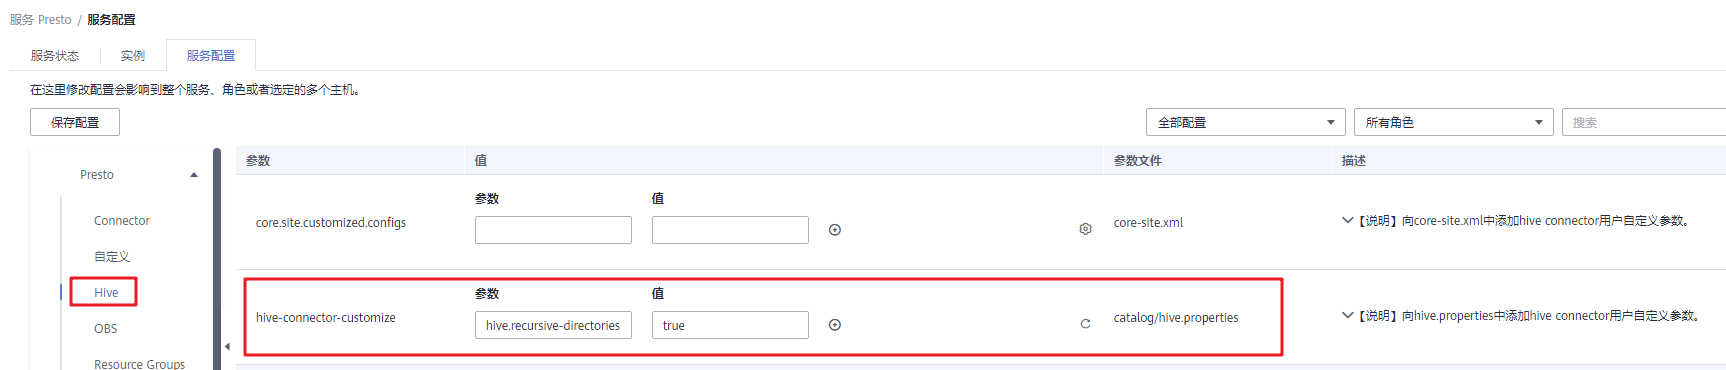 服务 Presto / 服务配置
服务状态 实例 服务配置
在这里修改配置会影响到整个服务、角色或者选定的多个主机。
保存配置 全部配置 所有角色 搜索
参数 值 参数文件 描述
Presto
Connector
自定义
Hive
OBS
Resource Groups
参数 值
core.site.customized.configs core-site.xml 【说明】向core-site.xml中添加hive connector用户自定义参数。
参数 值
hive-connector-customize hive.recursive-directories true catalog/hive.properties 【说明】向hive.properties中添加hive connector用户自定义参数。